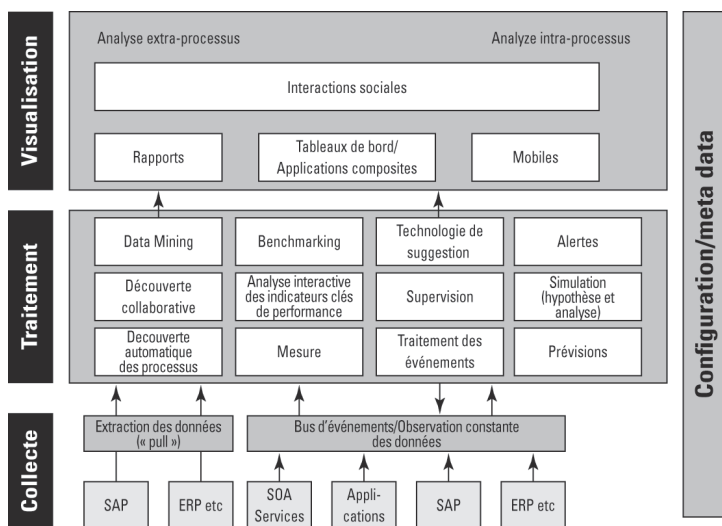 Visualisation
Analyse extra-processus
Analyze intra-processus
Interactions sociales
Rapports
Tableaux de bord/
Applications composites
Mobiles
Traitement
Data Mining
Benchmarking
Technologie de
suggestion
Alertes
Découverte
collaborative
Analyse interactive
des indicateurs clés
de performance
Supervision
Simulation
(hypothèse et
analyse)
Decouverte
automatique
des processus
Mesure
Traitement des
événements
Prévisions
Collecte
Extraction des données
(« pull »)
Bus d'événements/Observation constante
des données
SAP
ERP etc
SOA
Services
Appli-
cations
SAP
ERP etc
Configuration/meta data